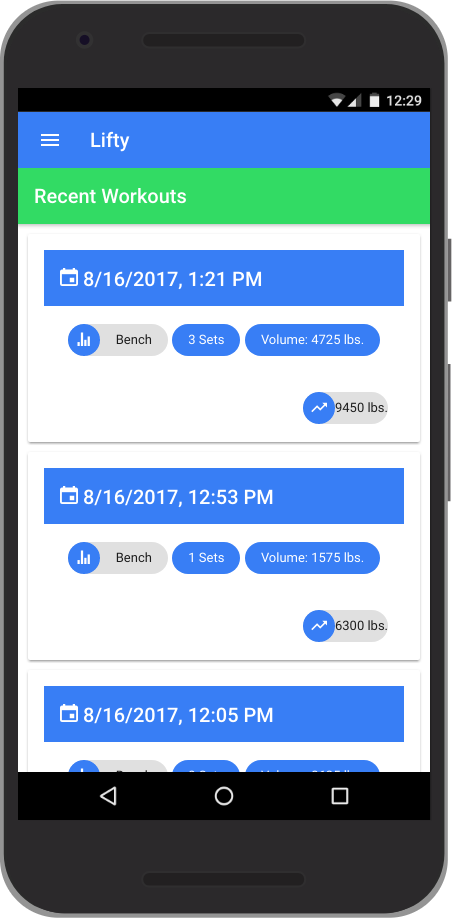 12:29
Lifty
Recent Workouts
8/16/2017, 1:21 PM
Bench 3 Sets Volume: 4725 lbs.
9450 lbs.
8/16/2017, 12:53 PM
Bench 1 Sets Volume: 1575 lbs.
6300 lbs.
8/16/2017, 12:05 PM